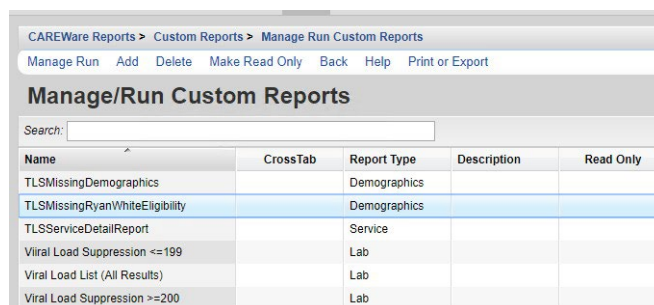 CAREWare Reports > Custom Reports > Manage Run Custom Reports
Manage Run Add Delete Make Read Only Back Help Print or Export
Manage/Run Custom Reports
Search:
Name CrossTab Report Type Description Read Only
TLSMissingDemographics Demographics
TLSMissingRyanWhiteEligibility Demographics
TLSServiceDetailReport Service
Viiral Load Suppression <=199 Lab
Viral Load List (All Results) Lab
Viral Load Suppression >=200 Lab